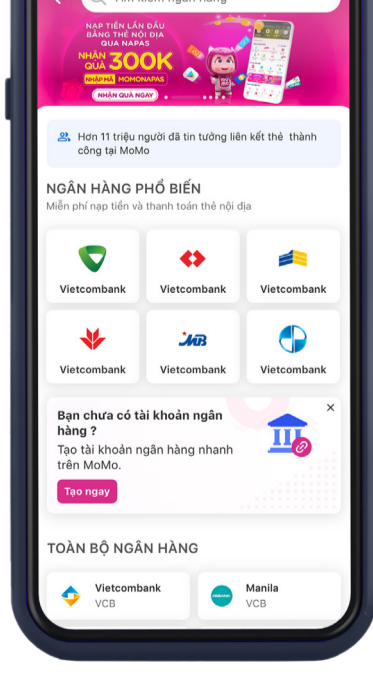 NẠP TIỀN LẦN ĐẦU
BẰNG THẺ NỘI ĐỊA
QUA NAPAS
NHẬN
QUÀ 300K
NHẬP MÃ MOMONAPAS
NHẬN QUÀ NGAY
Hơn 11 triệu người đã tin tưởng liên kết thẻ thành
công tại MoMo
NGÂN HÀNG PHỔ BIẾN
Miễn phí nạp tiền và thanh toán thẻ nội địa
Vietcombank Vietcombank Vietcombank
MB
Vietcombank Vietcombank Vietcombank
Bạn chưa có tài khoản ngân
hàng ?
Tạo tài khoản ngân hàng nhanh
trên MoMo.
Tạo ngay
TOÀN BỘ NGÂN HÀNG
Vietcombank Manila
VCB VCB